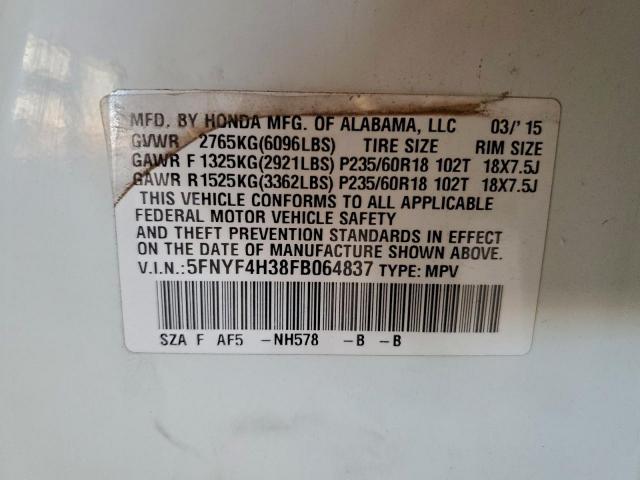 MFD. BY HONDA MFG. OF ALABAMA, LLC 03/'15
GVWR 2765KG(6096LBS) TIRE SIZE RIM SIZE
GAWR F 1325KG(2921LBS) P235/60R18 102T 18X7.5J
GAWR R1525KG(3362LBS) P235/60R18 102T 18X7.5J
THIS VEHICLE CONFORMS TO ALL APPLICABLE
FEDERAL MOTOR VEHICLE SAFETY
AND THEFT PREVENTION STANDARDS IN EFFECT
ON THE DATE OF MANUFACTURE SHOWN ABOVE.
V.I.N.:5FNYF4H38FB064837 TYPE: MPV
SZA F AF5 -NH578 -B -B